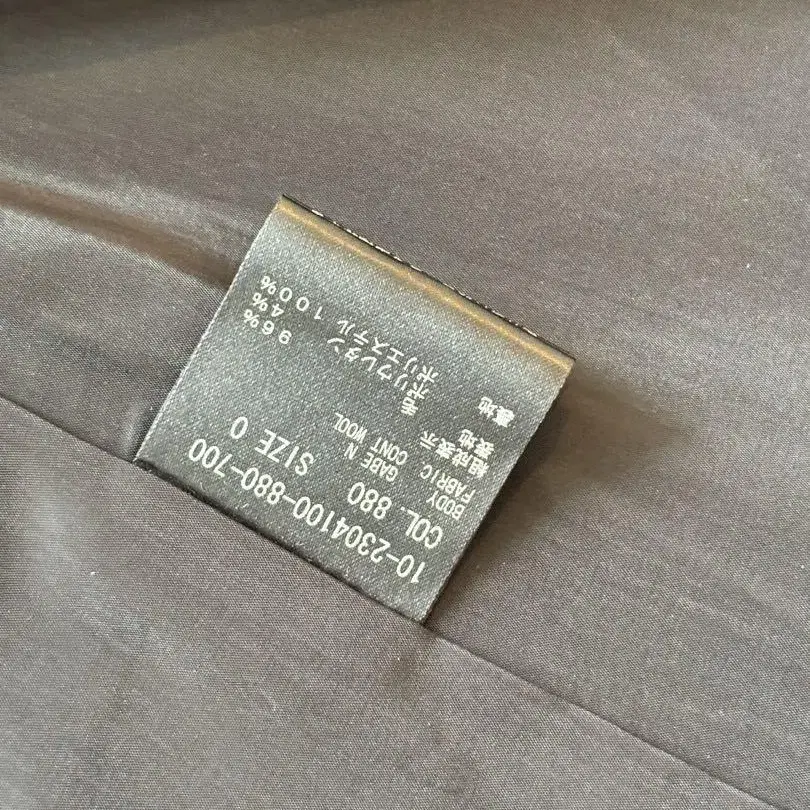 10-2304100-880-700
COL. 880 SIZE 0
BODY GABE N
FABRIC CONT WOOL
組成表示
表地 毛 96%
ポリウレタン 4%
裏地 ポリエステル 100%